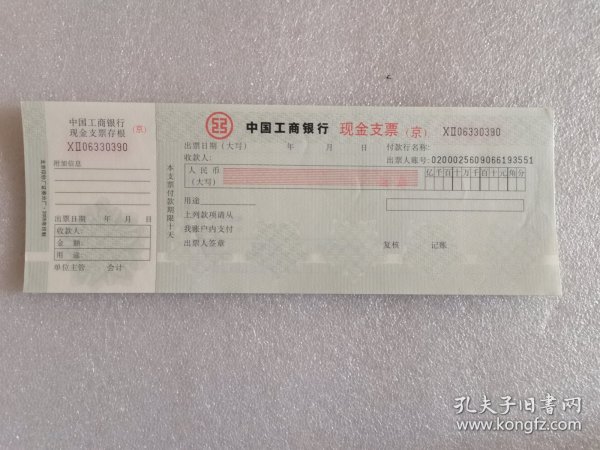 中国工商银行
现金支票存根 (京)
XⅡ06330390
附加信息
出票日期 年 月 日
收款人:
金 额:
用 途:
单位主管 会计
本支票付款期限十天
中国工商银行 现金支票 (京) XⅡ06330390
出票日期(大写) 年 月 日 付款行名称:
收款人: 出票人账号:0200025609066193551
人民币
(大写)
亿千百十万千百十元角分
用途
上列款项请从
我账户内支付
出票人签章 复核 记账
孔夫子旧书网
www.kongfz.com